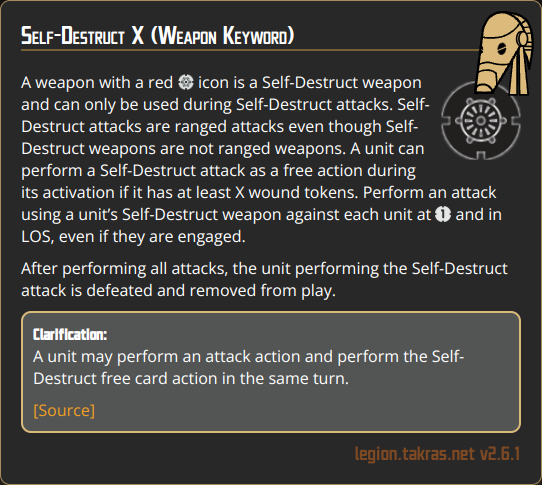 Self-Destruct X (Weapon Keyword)
A weapon with a red icon is a Self-Destruct weapon
and can only be used during Self-Destruct attacks. Self-
Destruct attacks are ranged attacks even though Self-
Destruct weapons are not ranged weapons. A unit can
perform a Self-Destruct attack as a free action during
its activation if it has at least X wound tokens. Perform an attack
using a unit's Self-Destruct weapon against each unit at 1 and in
LOS, even if they are engaged.
After performing all attacks, the unit performing the Self-Destruct
attack is defeated and removed from play.
Clarification:
A unit may perform an attack action and perform the Self-
Destruct free card action in the same turn.
[Source]
legion.takras.net v2.6.1